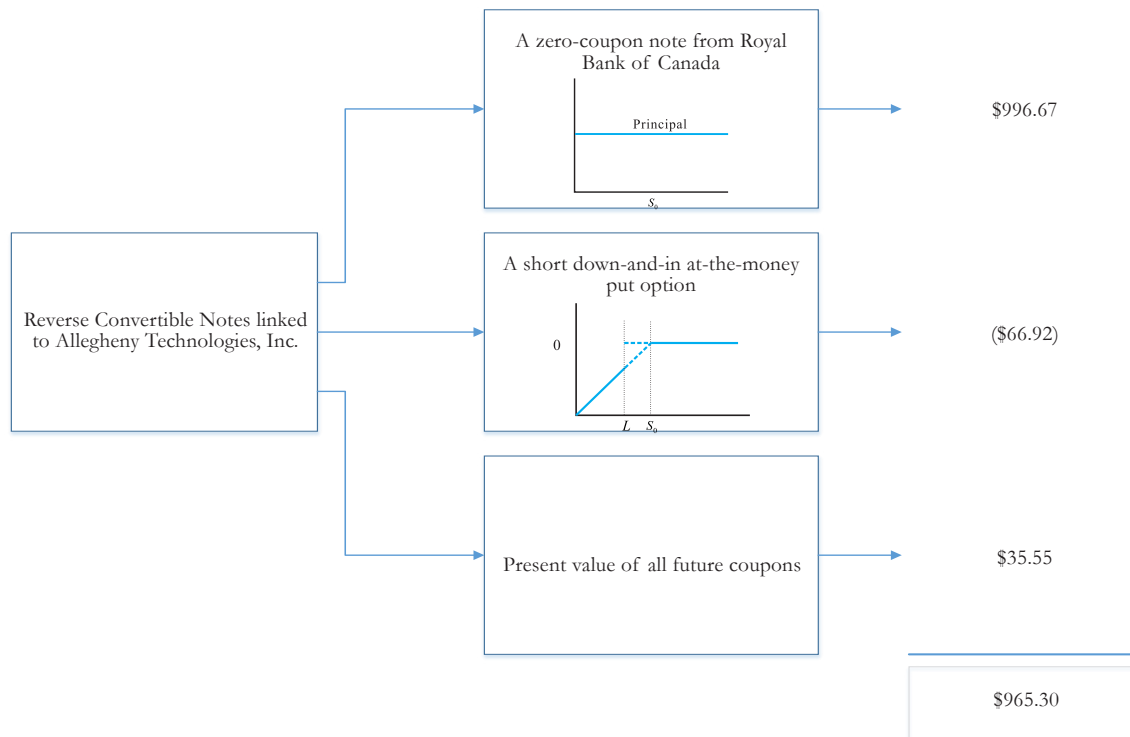 A zero-coupon note from Royal
Bank of Canada
Principal
S₀
$996.67
Reverse Convertible Notes linked
to Allegheny Technologies, Inc.
A short down-and-in at-the-money
put option
0
L S₀
($66.92)
Present value of all future coupons
$35.55
$965.30